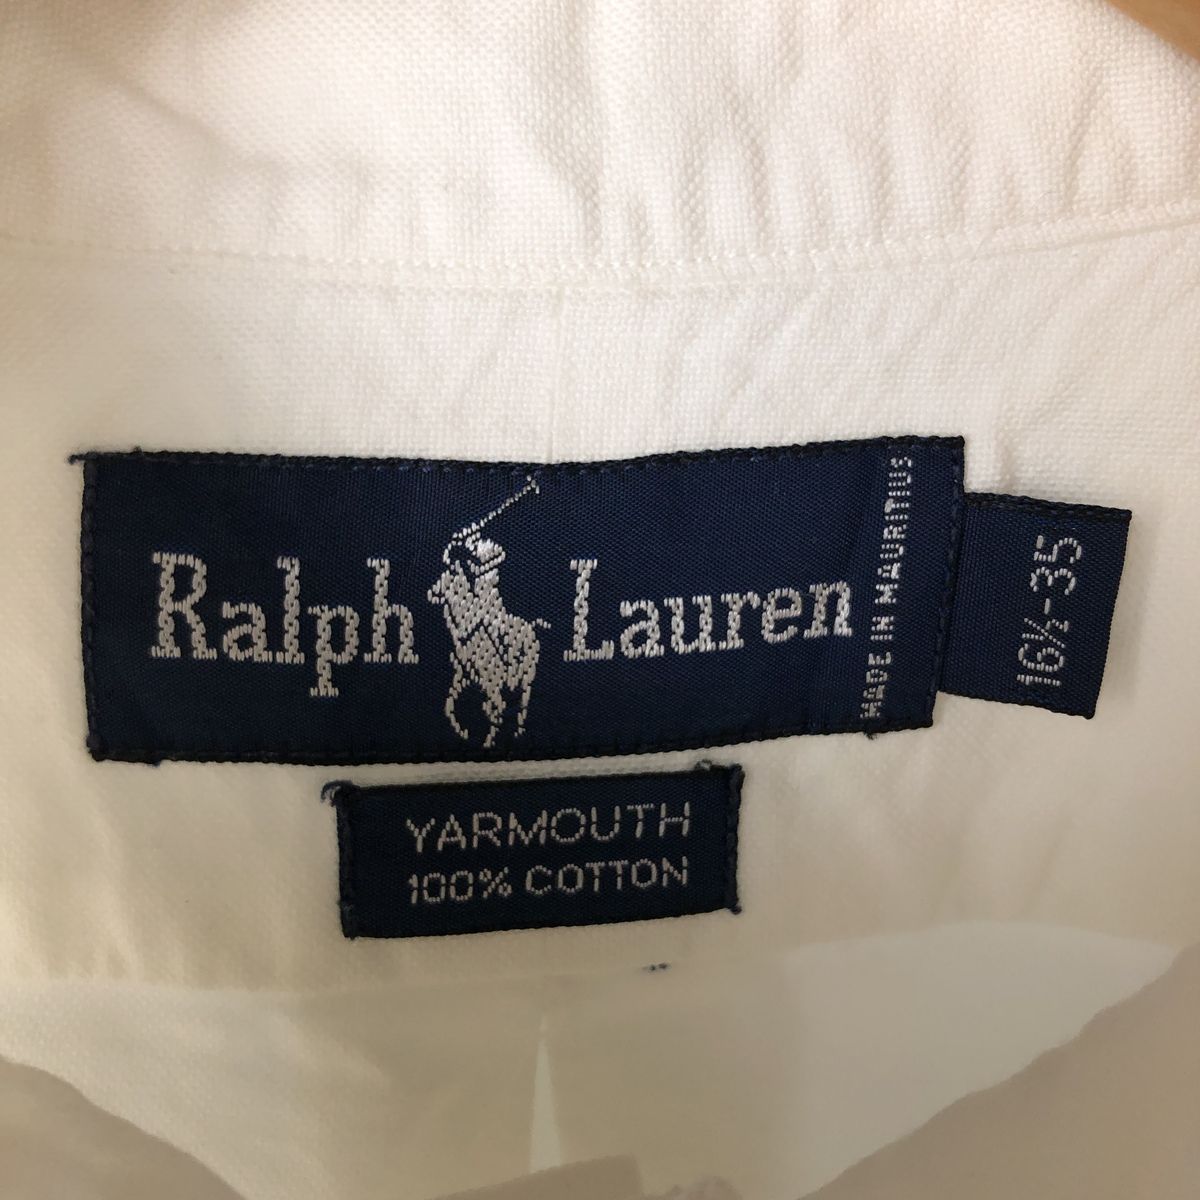 Ralph Lauren
MADE IN MAURITIUS
16½-35
YARMOUTH
100% COTTON